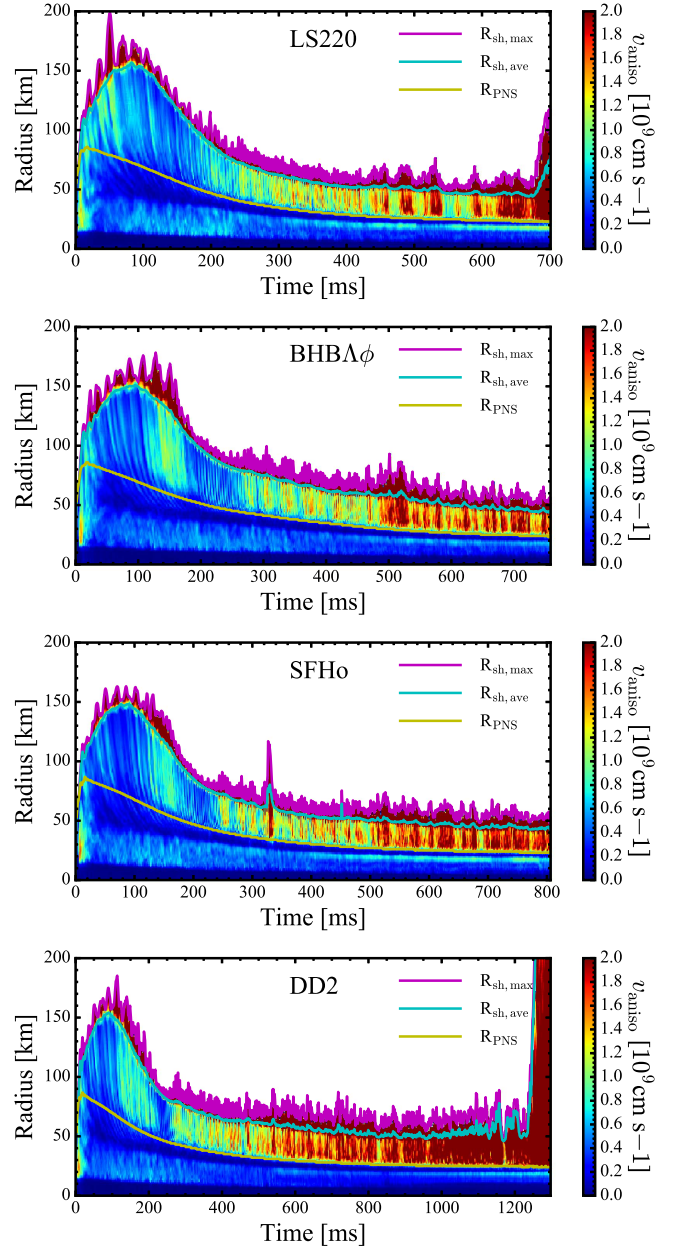 LS220
R_sh,max
R_sh,ave
R_PNS
Radius [km]
200
150
100
50
0
0 100 200 300 400 500 600 700
Time [ms]
2.0
1.8
1.6
1.4
1.2
1.0
0.8
0.6
0.4
0.2
0.0
v_aniso [10^9 cm s−1]
BHBΛϕ
R_sh,max
R_sh,ave
R_PNS
Radius [km]
200
150
100
50
0
0 100 200 300 400 500 600 700
Time [ms]
2.0
1.8
1.6
1.4
1.2
1.0
0.8
0.6
0.4
0.2
0.0
v_aniso [10^9 cm s−1]
SFHo
R_sh,max
R_sh,ave
R_PNS
Radius [km]
200
150
100
50
0
0 100 200 300 400 500 600 700 800
Time [ms]
2.0
1.8
1.6
1.4
1.2
1.0
0.8
0.6
0.4
0.2
0.0
v_aniso [10^9 cm s−1]
DD2
R_sh,max
R_sh,ave
R_PNS
Radius [km]
200
150
100
50
0
0 200 400 600 800 1000 1200
Time [ms]
2.0
1.8
1.6
1.4
1.2
1.0
0.8
0.6
0.4
0.2
0.0
v_aniso [10^9 cm s−1]